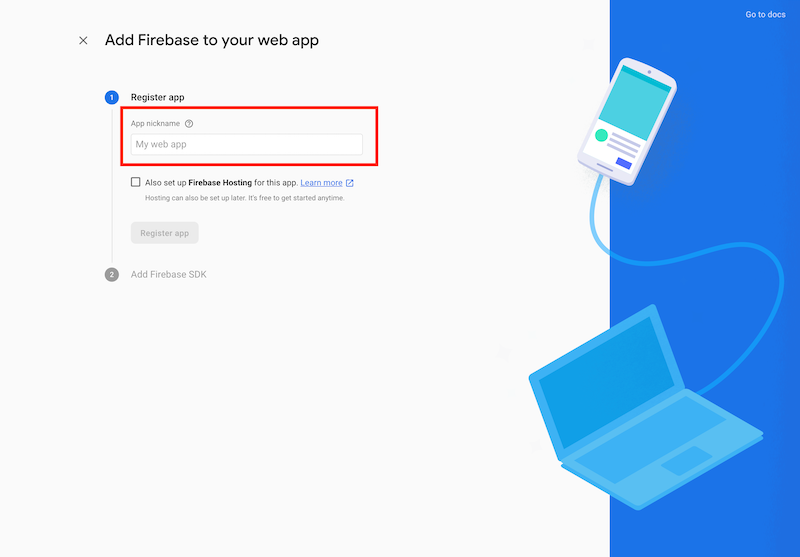 Go to docs
Add Firebase to your web app
1 Register app
App nickname
My web app
Also set up Firebase Hosting for this app. Learn more
Hosting can also be set up later. It's free to get started anytime.
Register app
2 Add Firebase SDK